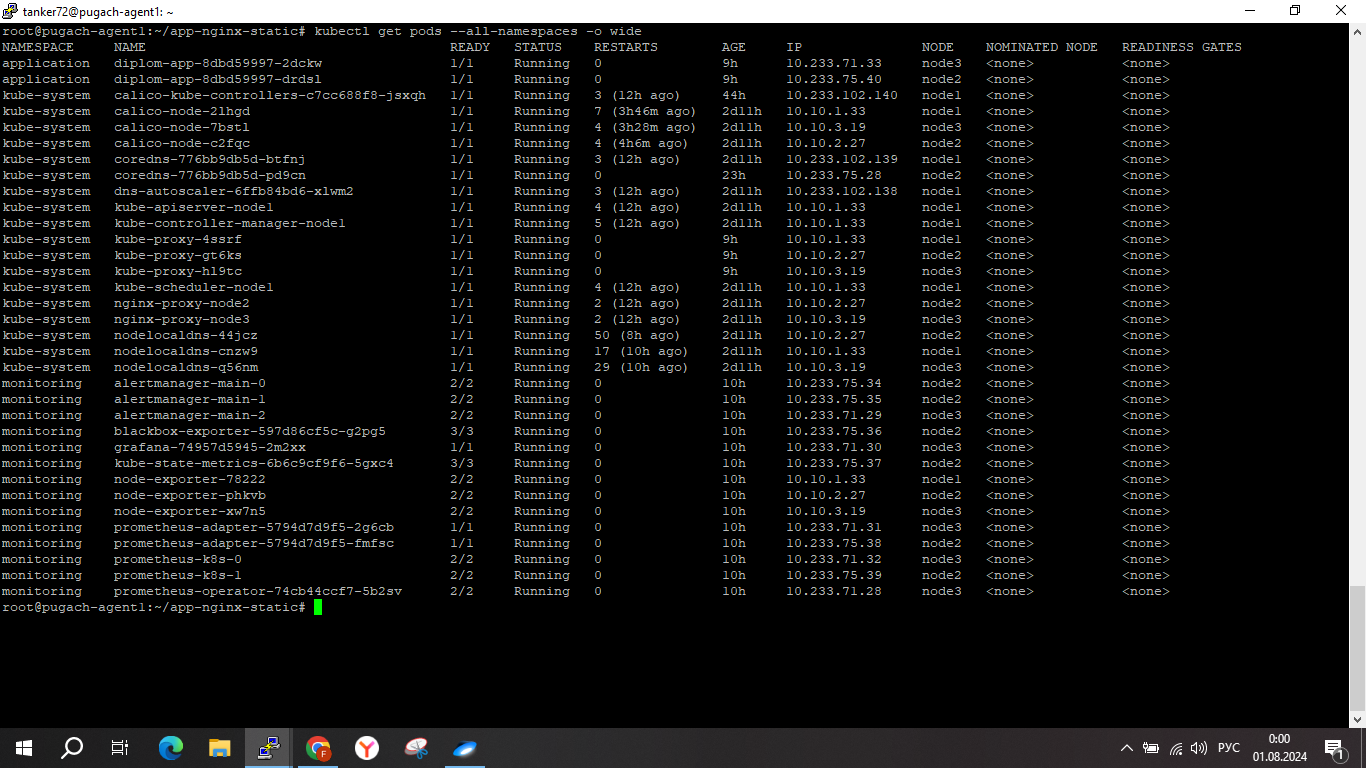 tanker72@pugach-agent1: ~
root@pugach-agent1:~/app-nginx-static# kubectl get pods --all-namespaces -o wide
NAMESPACE NAME READY STATUS RESTARTS AGE IP NODE NOMINATED NODE READINESS GATES
application diplom-app-8dbd59997-2dckw 1/1 Running 0 9h 10.233.71.33 node3 <none> <none>
application diplom-app-8dbd59997-drdsl 1/1 Running 0 9h 10.233.75.40 node2 <none> <none>
kube-system calico-kube-controllers-c7cc688f8-jsxqh 1/1 Running 3 (12h ago) 44h 10.233.102.140 node1 <none> <none>
kube-system calico-node-2lhgd 1/1 Running 7 (3h46m ago) 2d11h 10.10.1.33 node1 <none> <none>
kube-system calico-node-7bstl 1/1 Running 4 (3h28m ago) 2d11h 10.10.3.19 node3 <none> <none>
kube-system calico-node-c2fqc 1/1 Running 4 (4h6m ago) 2d11h 10.10.2.27 node2 <none> <none>
kube-system coredns-776bb9db5d-btfnj 1/1 Running 3 (12h ago) 2d11h 10.233.102.139 node1 <none> <none>
kube-system coredns-776bb9db5d-pd9cn 1/1 Running 0 23h 10.233.75.28 node2 <none> <none>
kube-system dns-autoscaler-6ffb84bd6-xlwm2 1/1 Running 3 (12h ago) 2d11h 10.233.102.138 node1 <none> <none>
kube-system kube-apiserver-node1 1/1 Running 4 (12h ago) 2d11h 10.10.1.33 node1 <none> <none>
kube-system kube-controller-manager-node1 1/1 Running 5 (12h ago) 2d11h 10.10.1.33 node1 <none> <none>
kube-system kube-proxy-4ssrf 1/1 Running 0 9h 10.10.1.33 node1 <none> <none>
kube-system kube-proxy-gt6ks 1/1 Running 0 9h 10.10.2.27 node2 <none> <none>
kube-system kube-proxy-hl9tc 1/1 Running 0 9h 10.10.3.19 node3 <none> <none>
kube-system kube-scheduler-node1 1/1 Running 4 (12h ago) 2d11h 10.10.1.33 node1 <none> <none>
kube-system nginx-proxy-node2 1/1 Running 2 (12h ago) 2d11h 10.10.2.27 node2 <none> <none>
kube-system nginx-proxy-node3 1/1 Running 2 (12h ago) 2d11h 10.10.3.19 node3 <none> <none>
kube-system nodelocaldns-44jcz 1/1 Running 50 (8h ago) 2d11h 10.10.2.27 node2 <none> <none>
kube-system nodelocaldns-cnzw9 1/1 Running 17 (10h ago) 2d11h 10.10.1.33 node1 <none> <none>
kube-system nodelocaldns-q56nm 1/1 Running 29 (10h ago) 2d11h 10.10.3.19 node3 <none> <none>
monitoring alertmanager-main-0 2/2 Running 0 10h 10.233.75.34 node2 <none> <none>
monitoring alertmanager-main-1 2/2 Running 0 10h 10.233.75.35 node2 <none> <none>
monitoring alertmanager-main-2 2/2 Running 0 10h 10.233.71.29 node3 <none> <none>
monitoring blackbox-exporter-597d86cf5c-g2pg5 3/3 Running 0 10h 10.233.75.36 node2 <none> <none>
monitoring grafana-74957d5945-2m2xx 1/1 Running 0 10h 10.233.71.30 node3 <none> <none>
monitoring kube-state-metrics-6b6c9cf9f6-5gxc4 3/3 Running 0 10h 10.233.75.37 node2 <none> <none>
monitoring node-exporter-78222 2/2 Running 0 10h 10.10.1.33 node1 <none> <none>
monitoring node-exporter-phkvb 2/2 Running 0 10h 10.10.2.27 node2 <none> <none>
monitoring node-exporter-xw7n5 2/2 Running 0 10h 10.10.3.19 node3 <none> <none>
monitoring prometheus-adapter-5794d7d9f5-2g6cb 1/1 Running 0 10h 10.233.71.31 node3 <none> <none>
monitoring prometheus-adapter-5794d7d9f5-fmfsc 1/1 Running 0 10h 10.233.75.38 node2 <none> <none>
monitoring prometheus-k8s-0 2/2 Running 0 10h 10.233.71.32 node3 <none> <none>
monitoring prometheus-k8s-1 2/2 Running 0 10h 10.233.75.39 node2 <none> <none>
monitoring prometheus-operator-74cb44ccf7-5b2sv 2/2 Running 0 10h 10.233.71.28 node3 <none> <none>
root@pugach-agent1:~/app-nginx-static#
РУС
0:00
01.08.2024
1